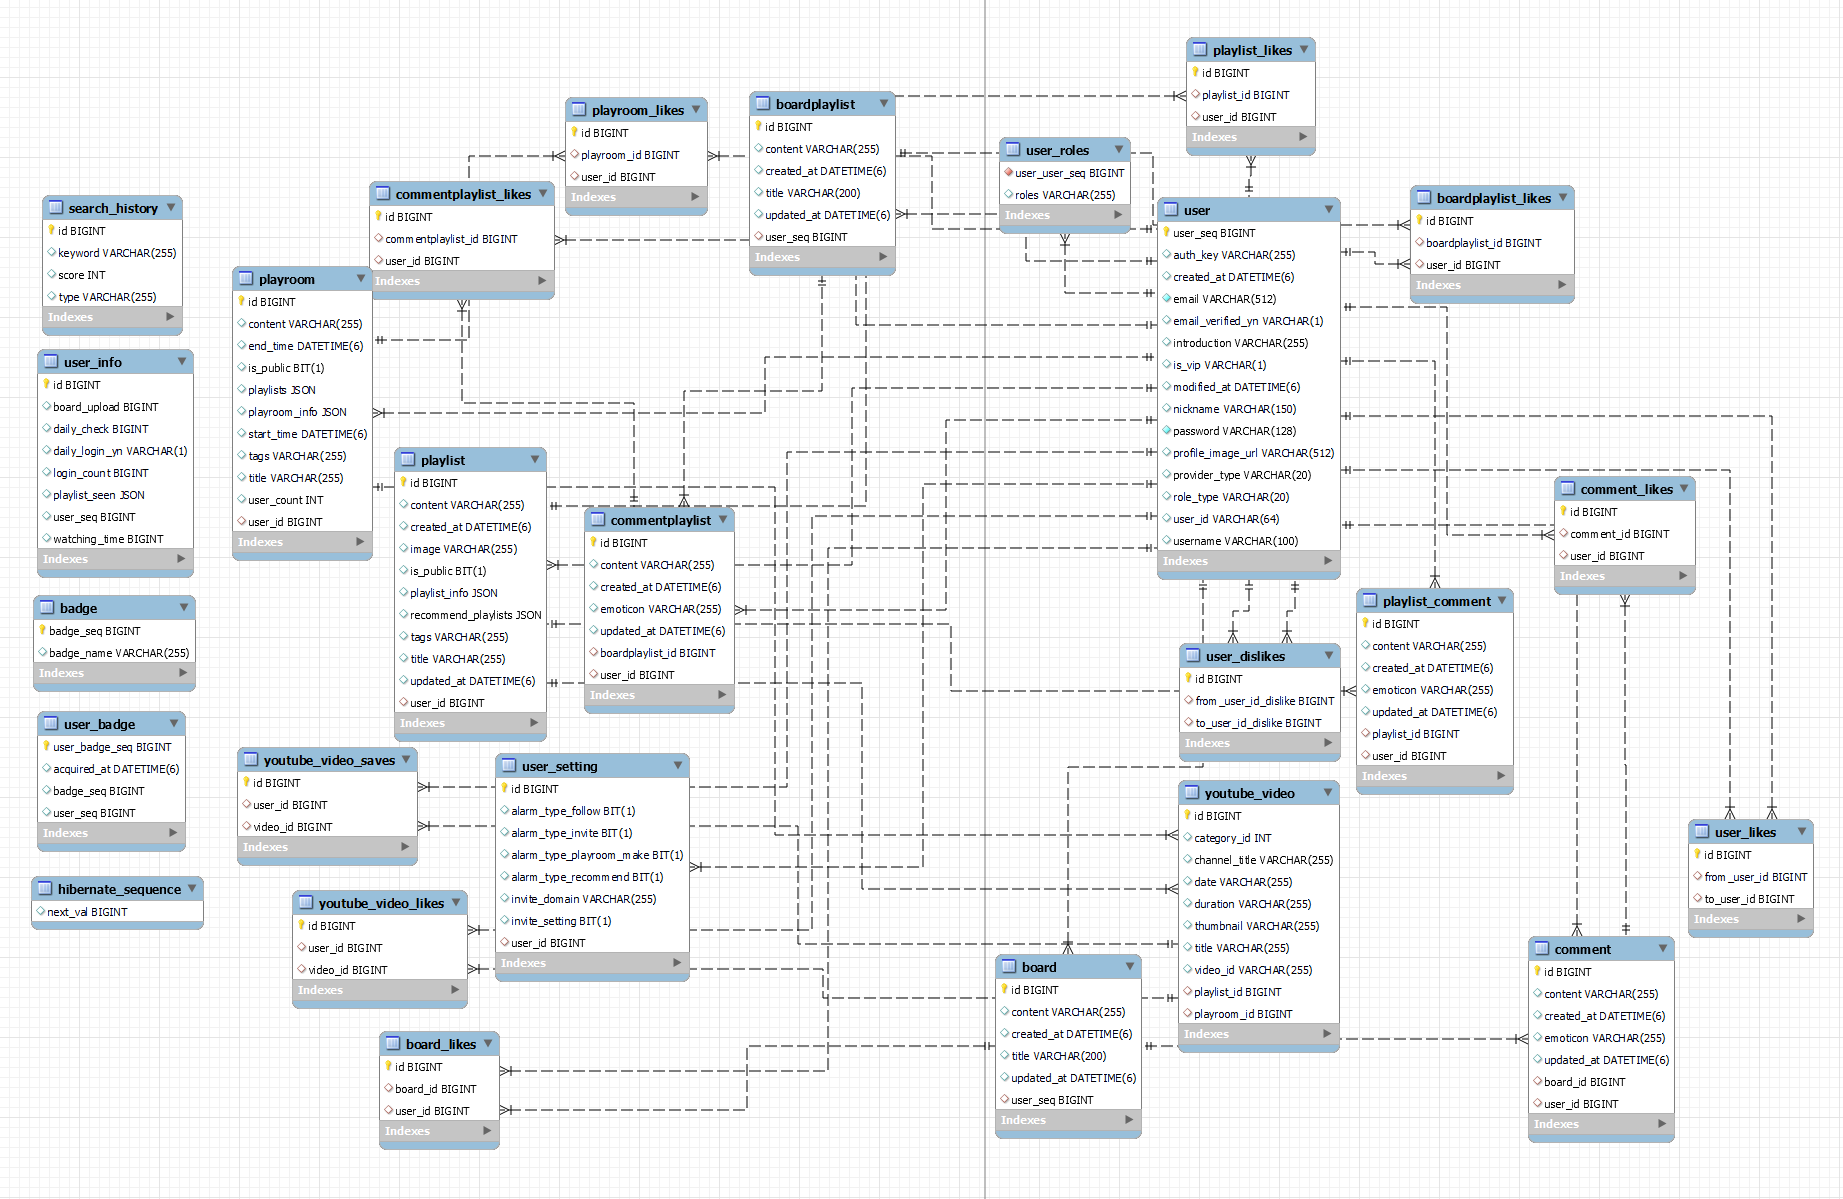 playlist_likes
id BIGINT
playlist_id BIGINT
user_id BIGINT
Indexes
playroom_likes
id BIGINT
playroom_id BIGINT
user_id BIGINT
Indexes
boardplaylist
id BIGINT
content VARCHAR(255)
created_at DATETIME(6)
title VARCHAR(200)
updated_at DATETIME(6)
user_seq BIGINT
Indexes
user_roles
user_user_seq BIGINT
roles VARCHAR(255)
Indexes
commentplaylist_likes
id BIGINT
commentplaylist_id BIGINT
user_id BIGINT
Indexes
boardplaylist_likes
id BIGINT
boardplaylist_id BIGINT
user_id BIGINT
Indexes
search_history
id BIGINT
keyword VARCHAR(255)
score INT
type VARCHAR(255)
Indexes
user
user_seq BIGINT
auth_key VARCHAR(255)
created_at DATETIME(6)
email VARCHAR(512)
email_verified_yn VARCHAR(1)
introduction VARCHAR(255)
is_vip VARCHAR(1)
modified_at DATETIME(6)
nickname VARCHAR(150)
password VARCHAR(128)
profile_image_url VARCHAR(512)
provider_type VARCHAR(20)
role_type VARCHAR(20)
user_id VARCHAR(64)
username VARCHAR(100)
Indexes
playroom
id BIGINT
content VARCHAR(255)
end_time DATETIME(6)
is_public BIT(1)
playlists JSON
playroom_info JSON
start_time DATETIME(6)
tags VARCHAR(255)
title VARCHAR(255)
user_count INT
user_id BIGINT
Indexes
user_info
id BIGINT
board_upload BIGINT
daily_check BIGINT
daily_login_yn VARCHAR(1)
login_count BIGINT
playlist_seen JSON
user_seq BIGINT
watching_time BIGINT
Indexes
playlist
id BIGINT
content VARCHAR(255)
created_at DATETIME(6)
image VARCHAR(255)
is_public BIT(1)
playlist_info JSON
recommend_playlists JSON
tags VARCHAR(255)
title VARCHAR(255)
updated_at DATETIME(6)
user_id BIGINT
Indexes
commentplaylist
id BIGINT
content VARCHAR(255)
created_at DATETIME(6)
emoticon VARCHAR(255)
updated_at DATETIME(6)
boardplaylist_id BIGINT
user_id BIGINT
Indexes
comment_likes
id BIGINT
comment_id BIGINT
user_id BIGINT
Indexes
badge
badge_seq BIGINT
badge_name VARCHAR(255)
Indexes
playlist_comment
id BIGINT
content VARCHAR(255)
created_at DATETIME(6)
emoticon VARCHAR(255)
updated_at DATETIME(6)
playlist_id BIGINT
user_id BIGINT
Indexes
user_dislikes
id BIGINT
from_user_id_dislike BIGINT
to_user_id_dislike BIGINT
Indexes
user_badge
user_badge_seq BIGINT
acquired_at DATETIME(6)
badge_seq BIGINT
user_seq BIGINT
Indexes
youtube_video_saves
id BIGINT
user_id BIGINT
video_id BIGINT
Indexes
user_setting
id BIGINT
alarm_type_follow BIT(1)
alarm_type_invite BIT(1)
alarm_type_playroom_make BIT(1)
alarm_type_recommend BIT(1)
invite_domain VARCHAR(255)
invite_setting BIT(1)
user_id BIGINT
Indexes
youtube_video
id BIGINT
category_id INT
channel_title VARCHAR(255)
date VARCHAR(255)
duration VARCHAR(255)
thumbnail VARCHAR(255)
title VARCHAR(255)
video_id VARCHAR(255)
playlist_id BIGINT
playroom_id BIGINT
Indexes
user_likes
id BIGINT
from_user_id BIGINT
to_user_id BIGINT
Indexes
hibernate_sequence
next_val BIGINT
youtube_video_likes
id BIGINT
user_id BIGINT
video_id BIGINT
Indexes
board
id BIGINT
content VARCHAR(255)
created_at DATETIME(6)
title VARCHAR(200)
updated_at DATETIME(6)
user_seq BIGINT
Indexes
comment
id BIGINT
content VARCHAR(255)
created_at DATETIME(6)
emoticon VARCHAR(255)
updated_at DATETIME(6)
board_id BIGINT
user_id BIGINT
Indexes
board_likes
id BIGINT
board_id BIGINT
user_id BIGINT
Indexes